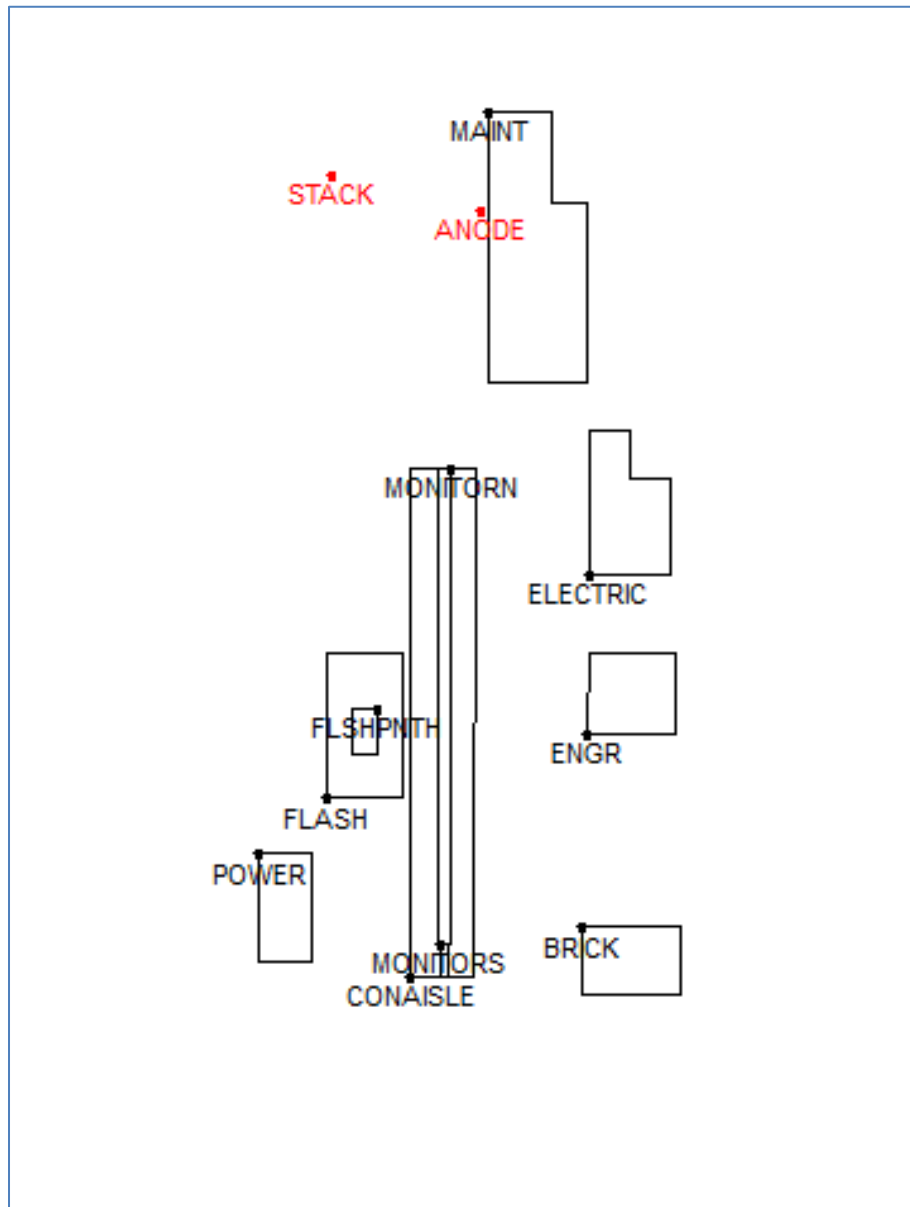 MAINT
STACK
ANODE
MONITORN
ELECTRIC
FLSHPNTH
ENGR
FLASH
POWER
BRICK
MONITORS
CONAISLE